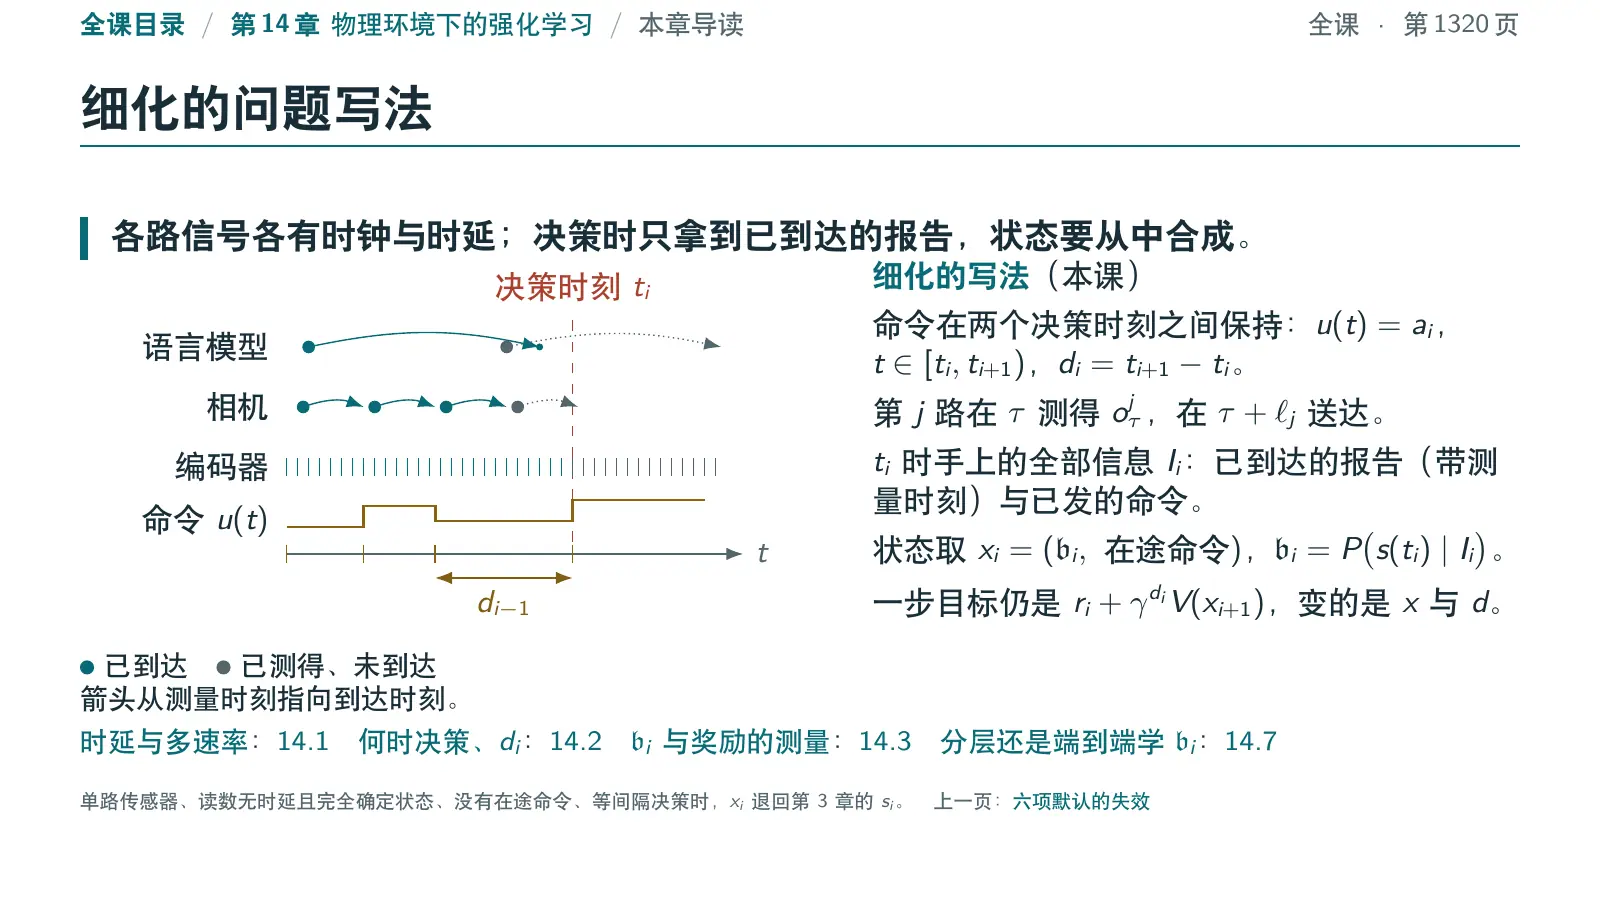 全课目录 / 第 14 章 物理环境下的强化学习 / 本章导读
全课 · 第 1320 页
细化的问题写法
各路信号各有时钟与时延；决策时只拿到已到达的报告，状态要从中合成。
决策时刻 tᵢ
语言模型
相机
编码器
命令 u(t)
t
dᵢ₋₁
● 已到达 ● 已测得、未到达
箭头从测量时刻指向到达时刻。
细化的写法（本课）
命令在两个决策时刻之间保持：u(t) = aᵢ，
t ∈ [tᵢ, tᵢ₊₁)，dᵢ = tᵢ₊₁ − tᵢ。
第 j 路在 τ 测得 o_τ^j，在 τ + ℓⱼ 送达。
tᵢ 时手上的全部信息 Iᵢ：已到达的报告（带测
量时刻）与已发的命令。
状态取 xᵢ = (𝔟ᵢ, 在途命令)，𝔟ᵢ = P(s(tᵢ) | Iᵢ)。
一步目标仍是 rᵢ + γ^{dᵢ} V(xᵢ₊₁)，变的是 x 与 d。
时延与多速率：14.1 何时决策、dᵢ：14.2 𝔟ᵢ 与奖励的测量：14.3 分层还是端到端学 𝔟ᵢ：14.7
单路传感器、读数无时延且完全确定状态、没有在途命令、等间隔决策时，xᵢ 退回第 3 章的 sᵢ。 上一页：六项默认的失效